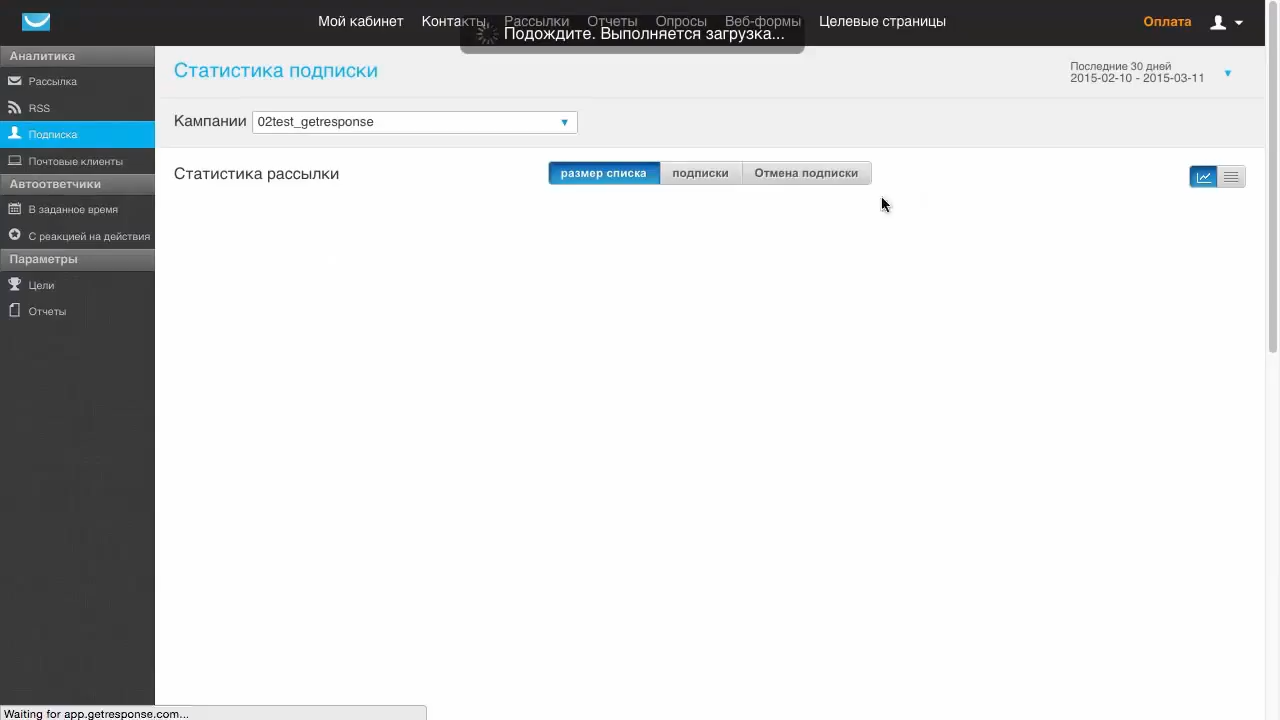 Мой кабинет Контакты Рассылки Отчеты Опросы Веб-формы Целевые страницы Оплата
Подождите. Выполняется загрузка...
Аналитика
Рассылка
RSS
Подписка
Почтовые клиенты
Автоответчики
В заданное время
С реакцией на действия
Параметры
Цели
Отчеты
Статистика подписки
Последние 30 дней
2015-02-10 - 2015-03-11
Кампании 02test_getresponse
Статистика рассылки размер списка подписки Отмена подписки
Waiting for app.getresponse.com...